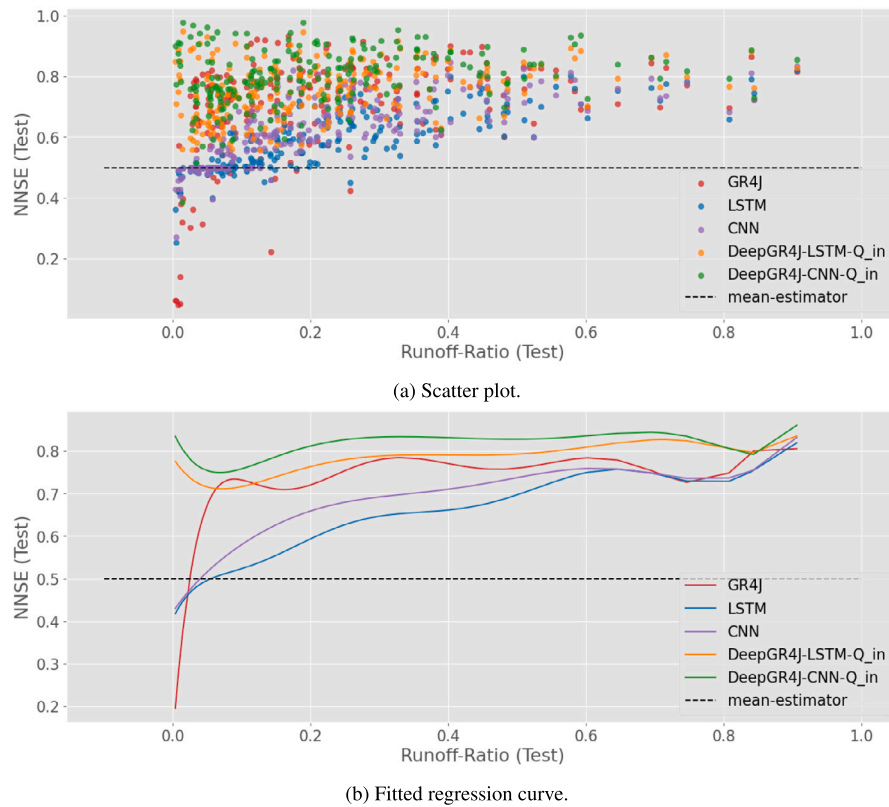 1.0
0.8
0.6
0.4
0.2
NNSE (Test)
GR4J
LSTM
CNN
DeepGR4J-LSTM-Q_in
DeepGR4J-CNN-Q_in
mean-estimator
0.0 0.2 0.4 0.6 0.8 1.0
Runoff-Ratio (Test)
(a) Scatter plot.
0.8
0.7
0.6
0.5
0.4
0.3
0.2
NNSE (Test)
GR4J
LSTM
CNN
DeepGR4J-LSTM-Q_in
DeepGR4J-CNN-Q_in
mean-estimator
0.0 0.2 0.4 0.6 0.8 1.0
Runoff-Ratio (Test)
(b) Fitted regression curve.